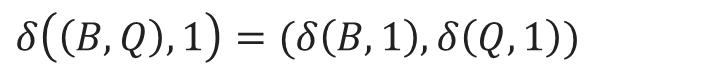 δ((B, Q), 1) = (δ(B, 1), δ(Q, 1))